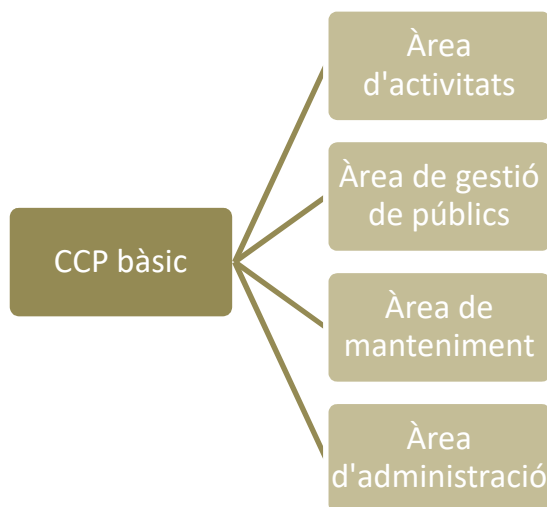 Àrea
d'activitats
Àrea de gestió
de públics
CCP bàsic
Àrea de
manteniment
Àrea
d'administració